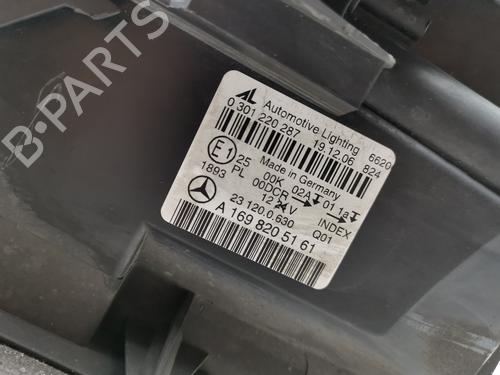 B-PARTS
AL Automotive Lighting 6620
0 301 220 287 19.12.06 824
Made in Germany
E1 25 00K 02A 01 1a
1893 PL 00DCR
12 V INDEX
23 120.0.630 Q01
A 169 820 51 61